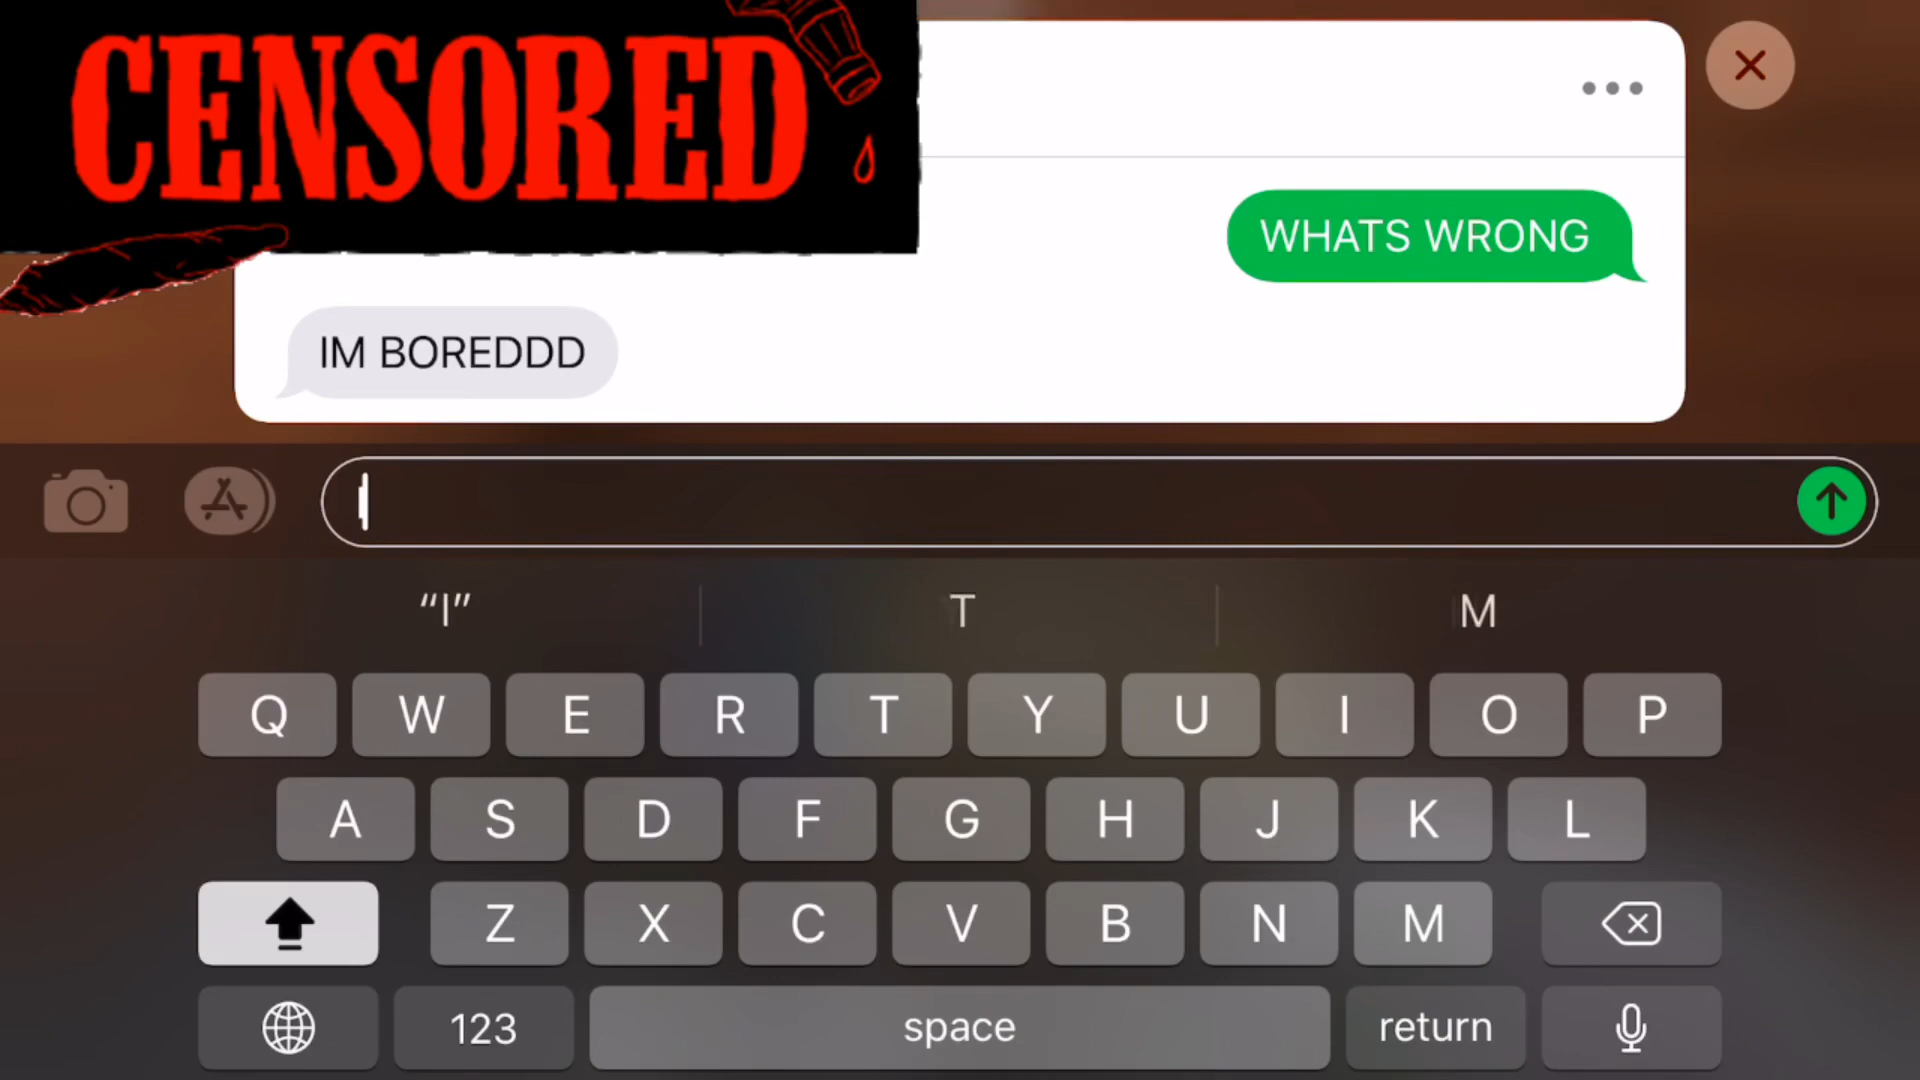 CENSORED
WHATS WRONG
IM BOREDDD
I
“I” T M
Q W E R T Y U I O P
A S D F G H J K L
Z X C V B N M
123 space return